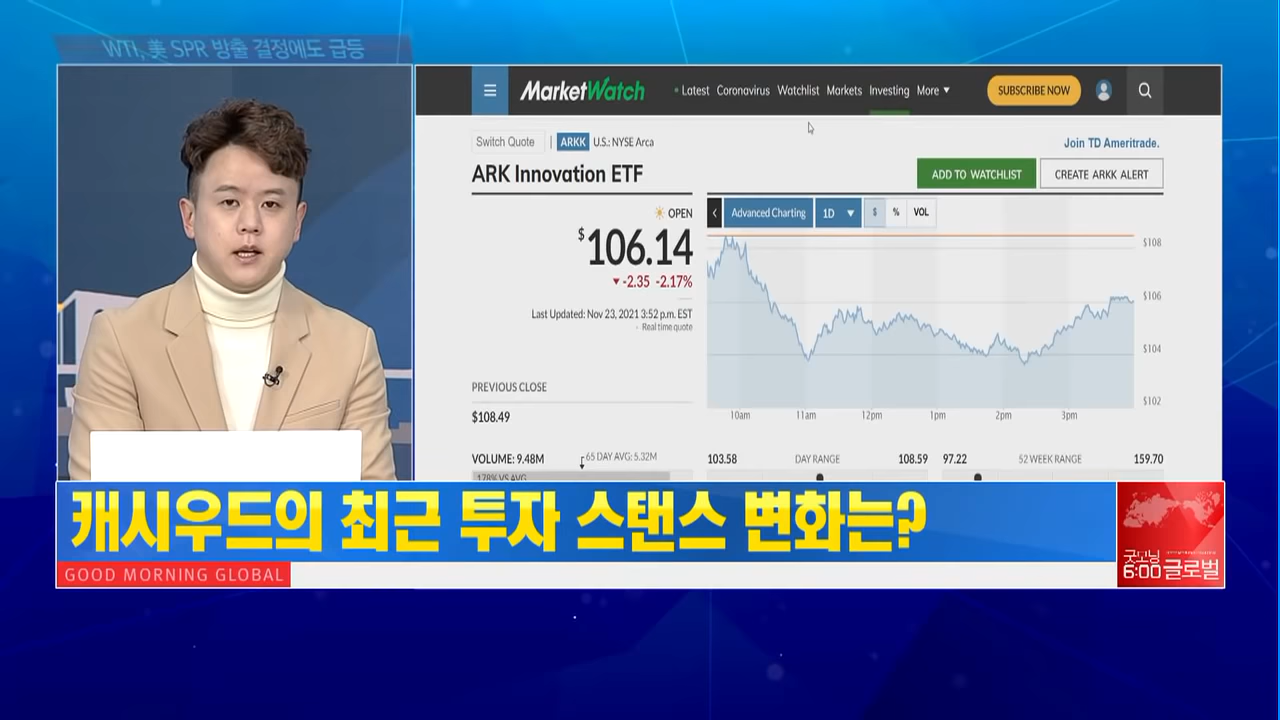 WTI, 美 SPR 방출 결정에도 급등
☰ MarketWatch • Latest Coronavirus Watchlist Markets Investing More ▼ SUBSCRIBE NOW
Switch Quote | ARKK U.S.: NYSE Arca
Join TD Ameritrade.
ARK Innovation ETF
ADD TO WATCHLIST CREATE ARKK ALERT
OPEN
$106.14
▼ -2.35 -2.17%
Last Updated: Nov 23, 2021 3:52 p.m. EST
Real time quote
PREVIOUS CLOSE
$108.49
Advanced Charting 1D ▼ $ % VOL
$108
$106
$104
$102
10am 11am 12pm 1pm 2pm 3pm
VOLUME: 9.48M 65 DAY AVG: 5.32M
178% VS AVG
103.58 DAY RANGE 108.59
97.22 52 WEEK RANGE 159.70
캐시우드의 최근 투자 스탠스 변화는?
GOOD MORNING GLOBAL
굿모닝
6:00 글로벌